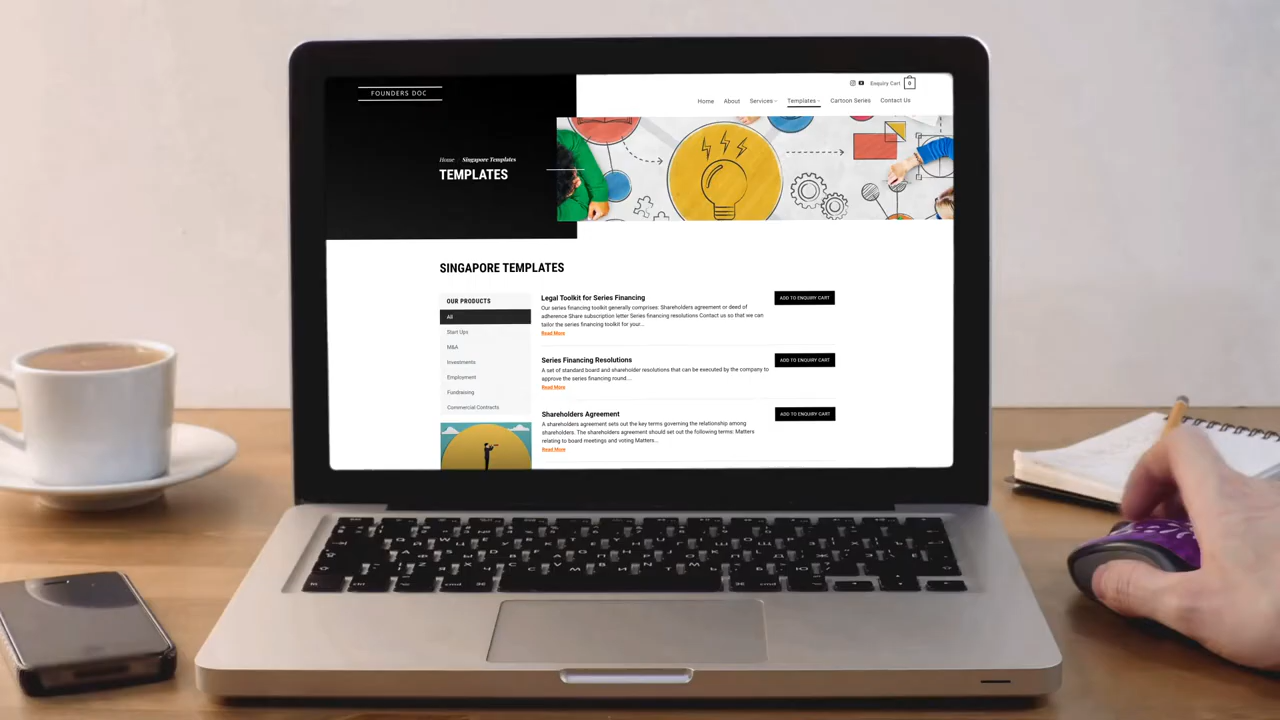 FOUNDERS DOC
Enquiry Cart 0
Home About Services Templates Cartoon Series Contact Us
Home / Singapore Templates
TEMPLATES
SINGAPORE TEMPLATES
OUR PRODUCTS
All
Start Ups
M&A
Investments
Employment
Fundraising
Commercial Contracts
Legal Toolkit for Series Financing
ADD TO ENQUIRY CART
Our series financing toolkit generally comprises: Shareholders agreement or deed of
adherence Share subscription letter Series financing resolutions Contact us so that we can
tailor the series financing toolkit for your...
Read More
Series Financing Resolutions
ADD TO ENQUIRY CART
A set of standard board and shareholder resolutions that can be executed by the company to
approve the series financing round....
Read More
Shareholders Agreement
ADD TO ENQUIRY CART
A shareholders agreement sets out the key terms governing the relationship among
shareholders. The shareholders agreement should set out the following terms: Matters
relating to board meetings and voting Matters...
Read More